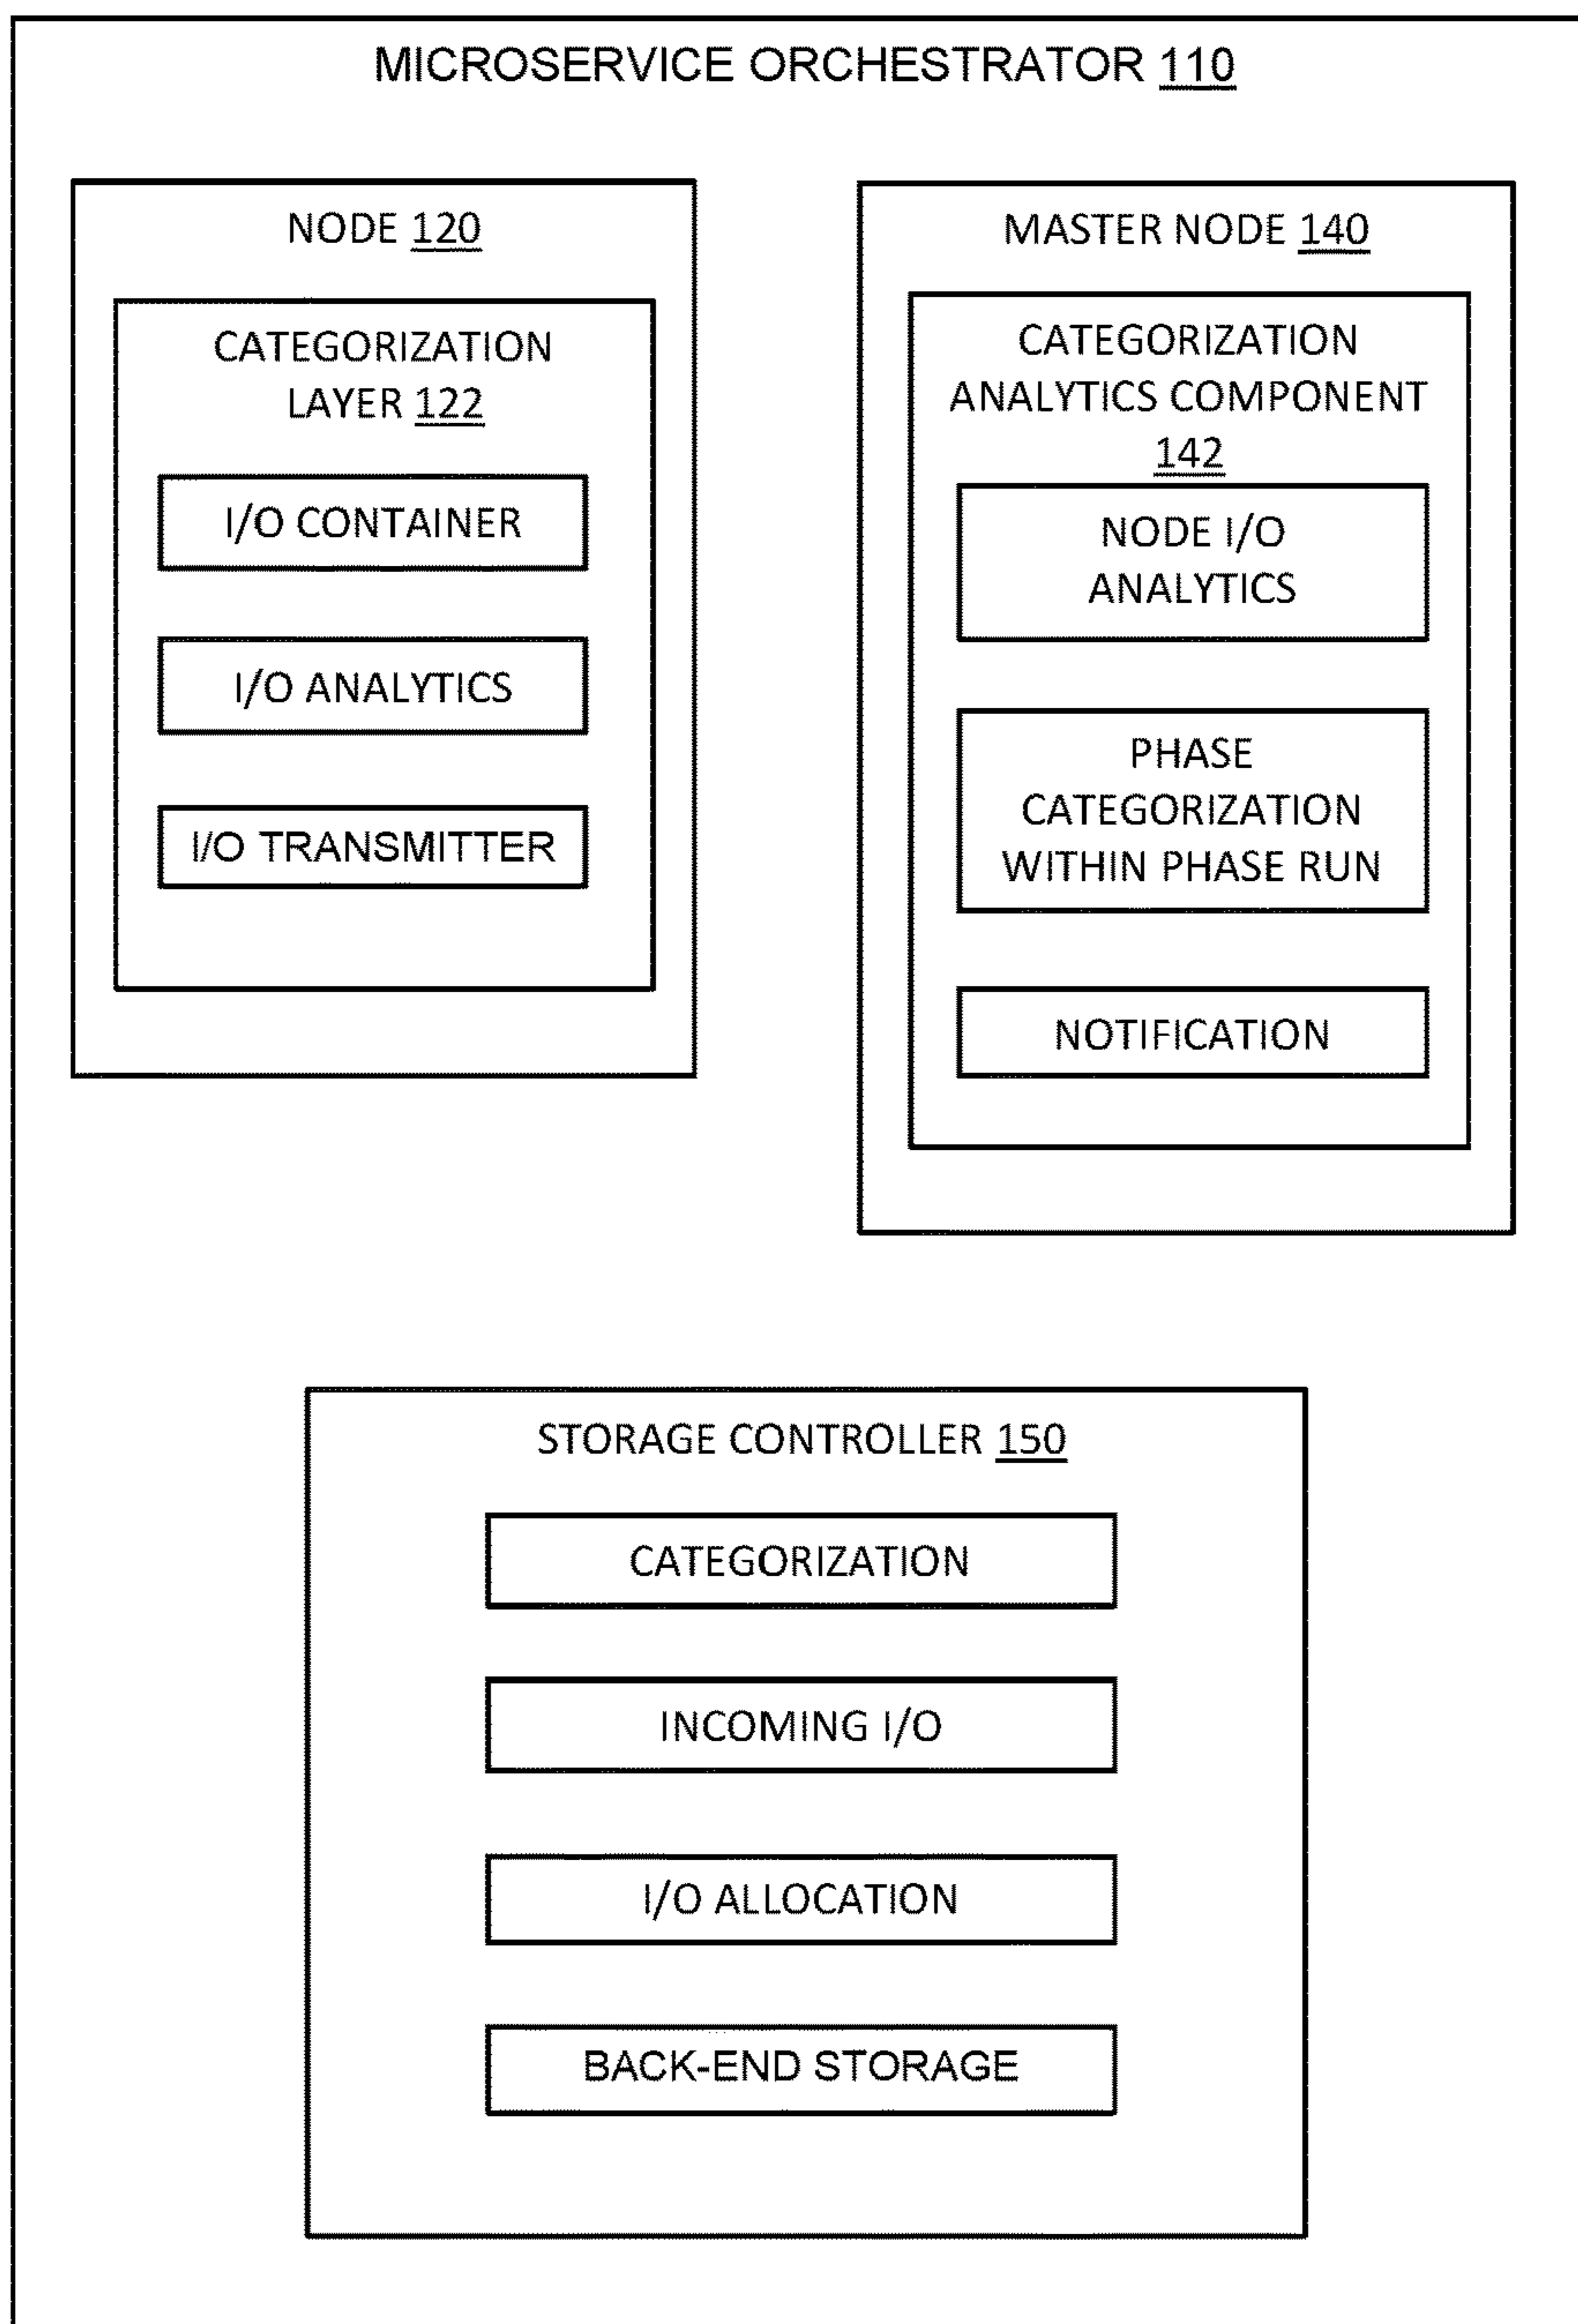 MICROSERVICE ORCHESTRATOR 110
NODE 120
CATEGORIZATION
LAYER 122
I/O CONTAINER
I/O ANALYTICS
I/O TRANSMITTER
MASTER NODE 140
CATEGORIZATION
ANALYTICS COMPONENT
142
NODE I/O
ANALYTICS
PHASE
CATEGORIZATION
WITHIN PHASE RUN
NOTIFICATION
STORAGE CONTROLLER 150
CATEGORIZATION
INCOMING I/O
I/O ALLOCATION
BACK-END STORAGE